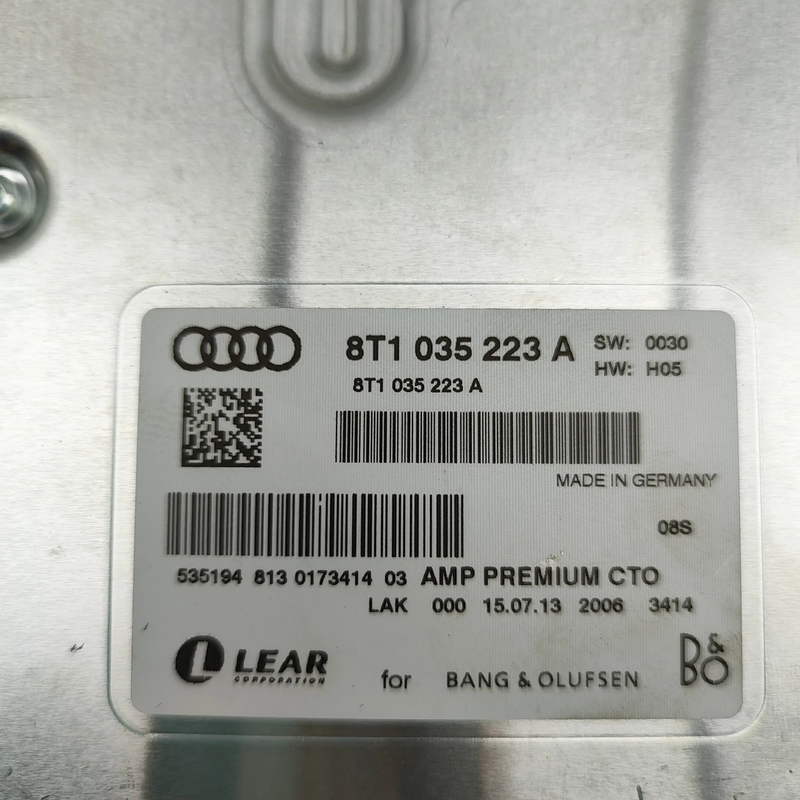 8T1 035 223 A SW: 0030
HW: H05
8T1 035 223 A
MADE IN GERMANY
08S
535194 813 0173414 03 AMP PREMIUM CTO
LAK 000 15.07.13 2006 3414
L LEAR
CORPORATION
for BANG & OLUFSEN B&O